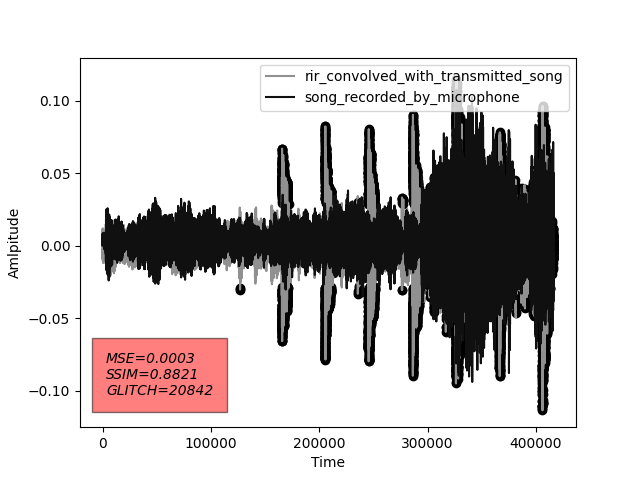 rir_convolved_with_transmitted_song
song_recorded_by_microphone
0.10
0.05
0.00
−0.05
−0.10
Amlpitude
MSE=0.0003
SSIM=0.8821
GLITCH=20842
0 100000 200000 300000 400000
Time